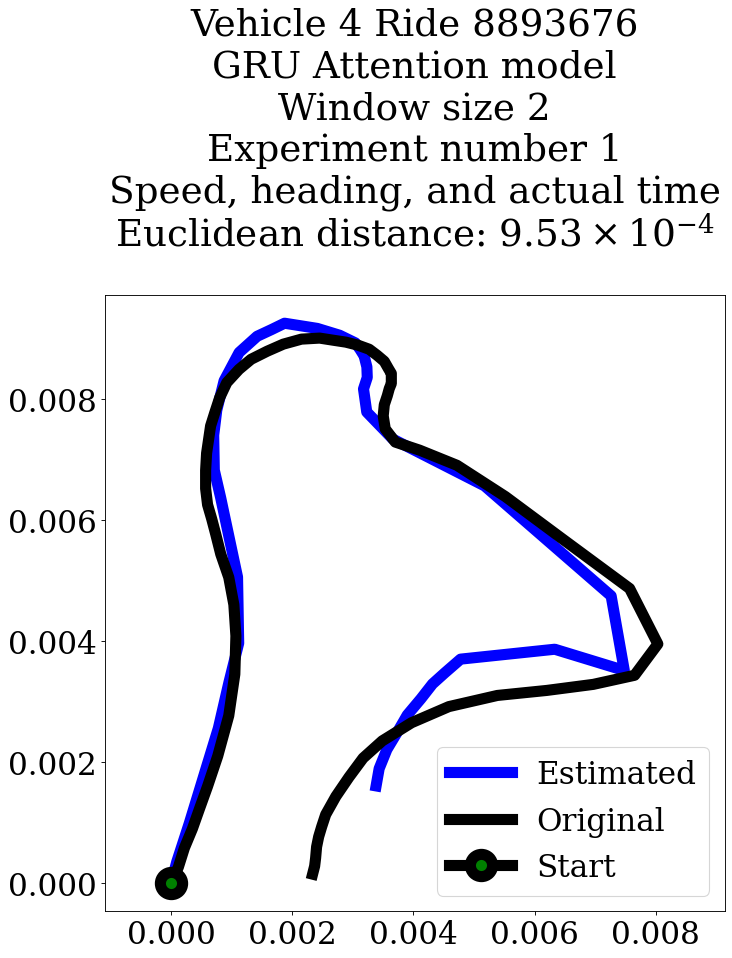 Vehicle 4 Ride 8893676
GRU Attention model
Window size 2
Experiment number 1
Speed, heading, and actual time
Euclidean distance: 9.53 × 10⁻⁴
0.008
0.006
0.004
0.002
0.000
Estimated
Original
Start
0.000 0.002 0.004 0.006 0.008